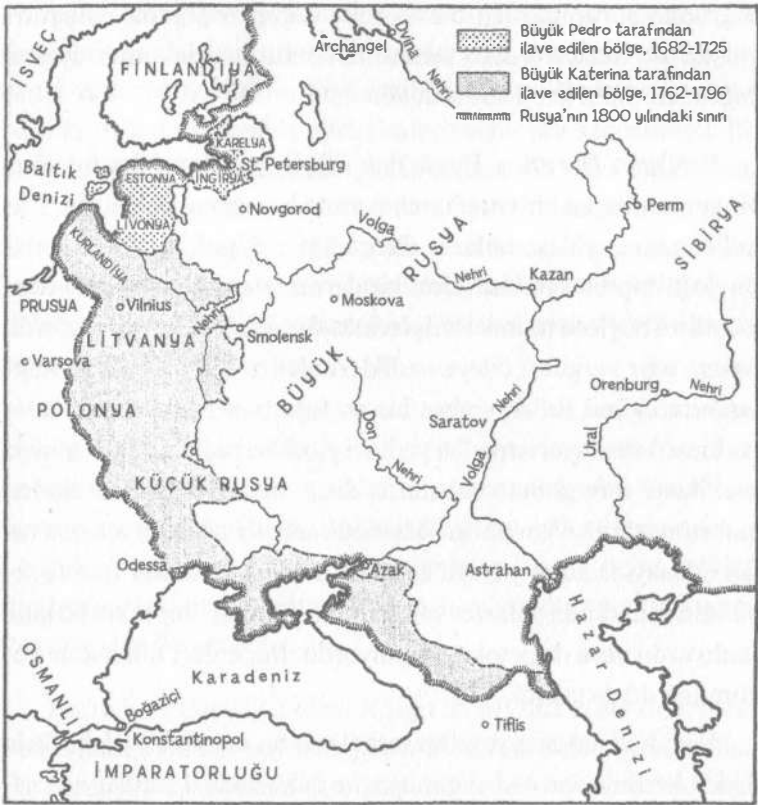 Archangel
Dvina Nehri
Büyük Pedro tarafından
ilave edilen bölge, 1682-1725
Büyük Katerina tarafından
ilave edilen bölge, 1762-1796
Rusya'nın 1800 yılındaki sınırı
İSVEÇ
FİNLANDİYA
KARELYA
St. Petersburg
Baltık
Denizi
ESTONYA
İNGİRYA
LİVONYA
Novgorod
Perm
SİBİRYA
KURLANDİYA
Volga
Nehri
RUSYA
Kazan
PRUSYA
Vilnius
Moskova
LİTVANYA
Nehri
Smolensk
Varşova
BÜYÜK
Orenburg
Nehri
POLONYA
Don
Nehri
Saratov
Volga
Nehri
Ural
KÜÇÜK RUSYA
Odessa
Azak
Astrahan
Hazar Deniz
Karadeniz
OSMANLI
Boğaziçi
Konstantinopol
Tiflis
İMPARATORLUĞU